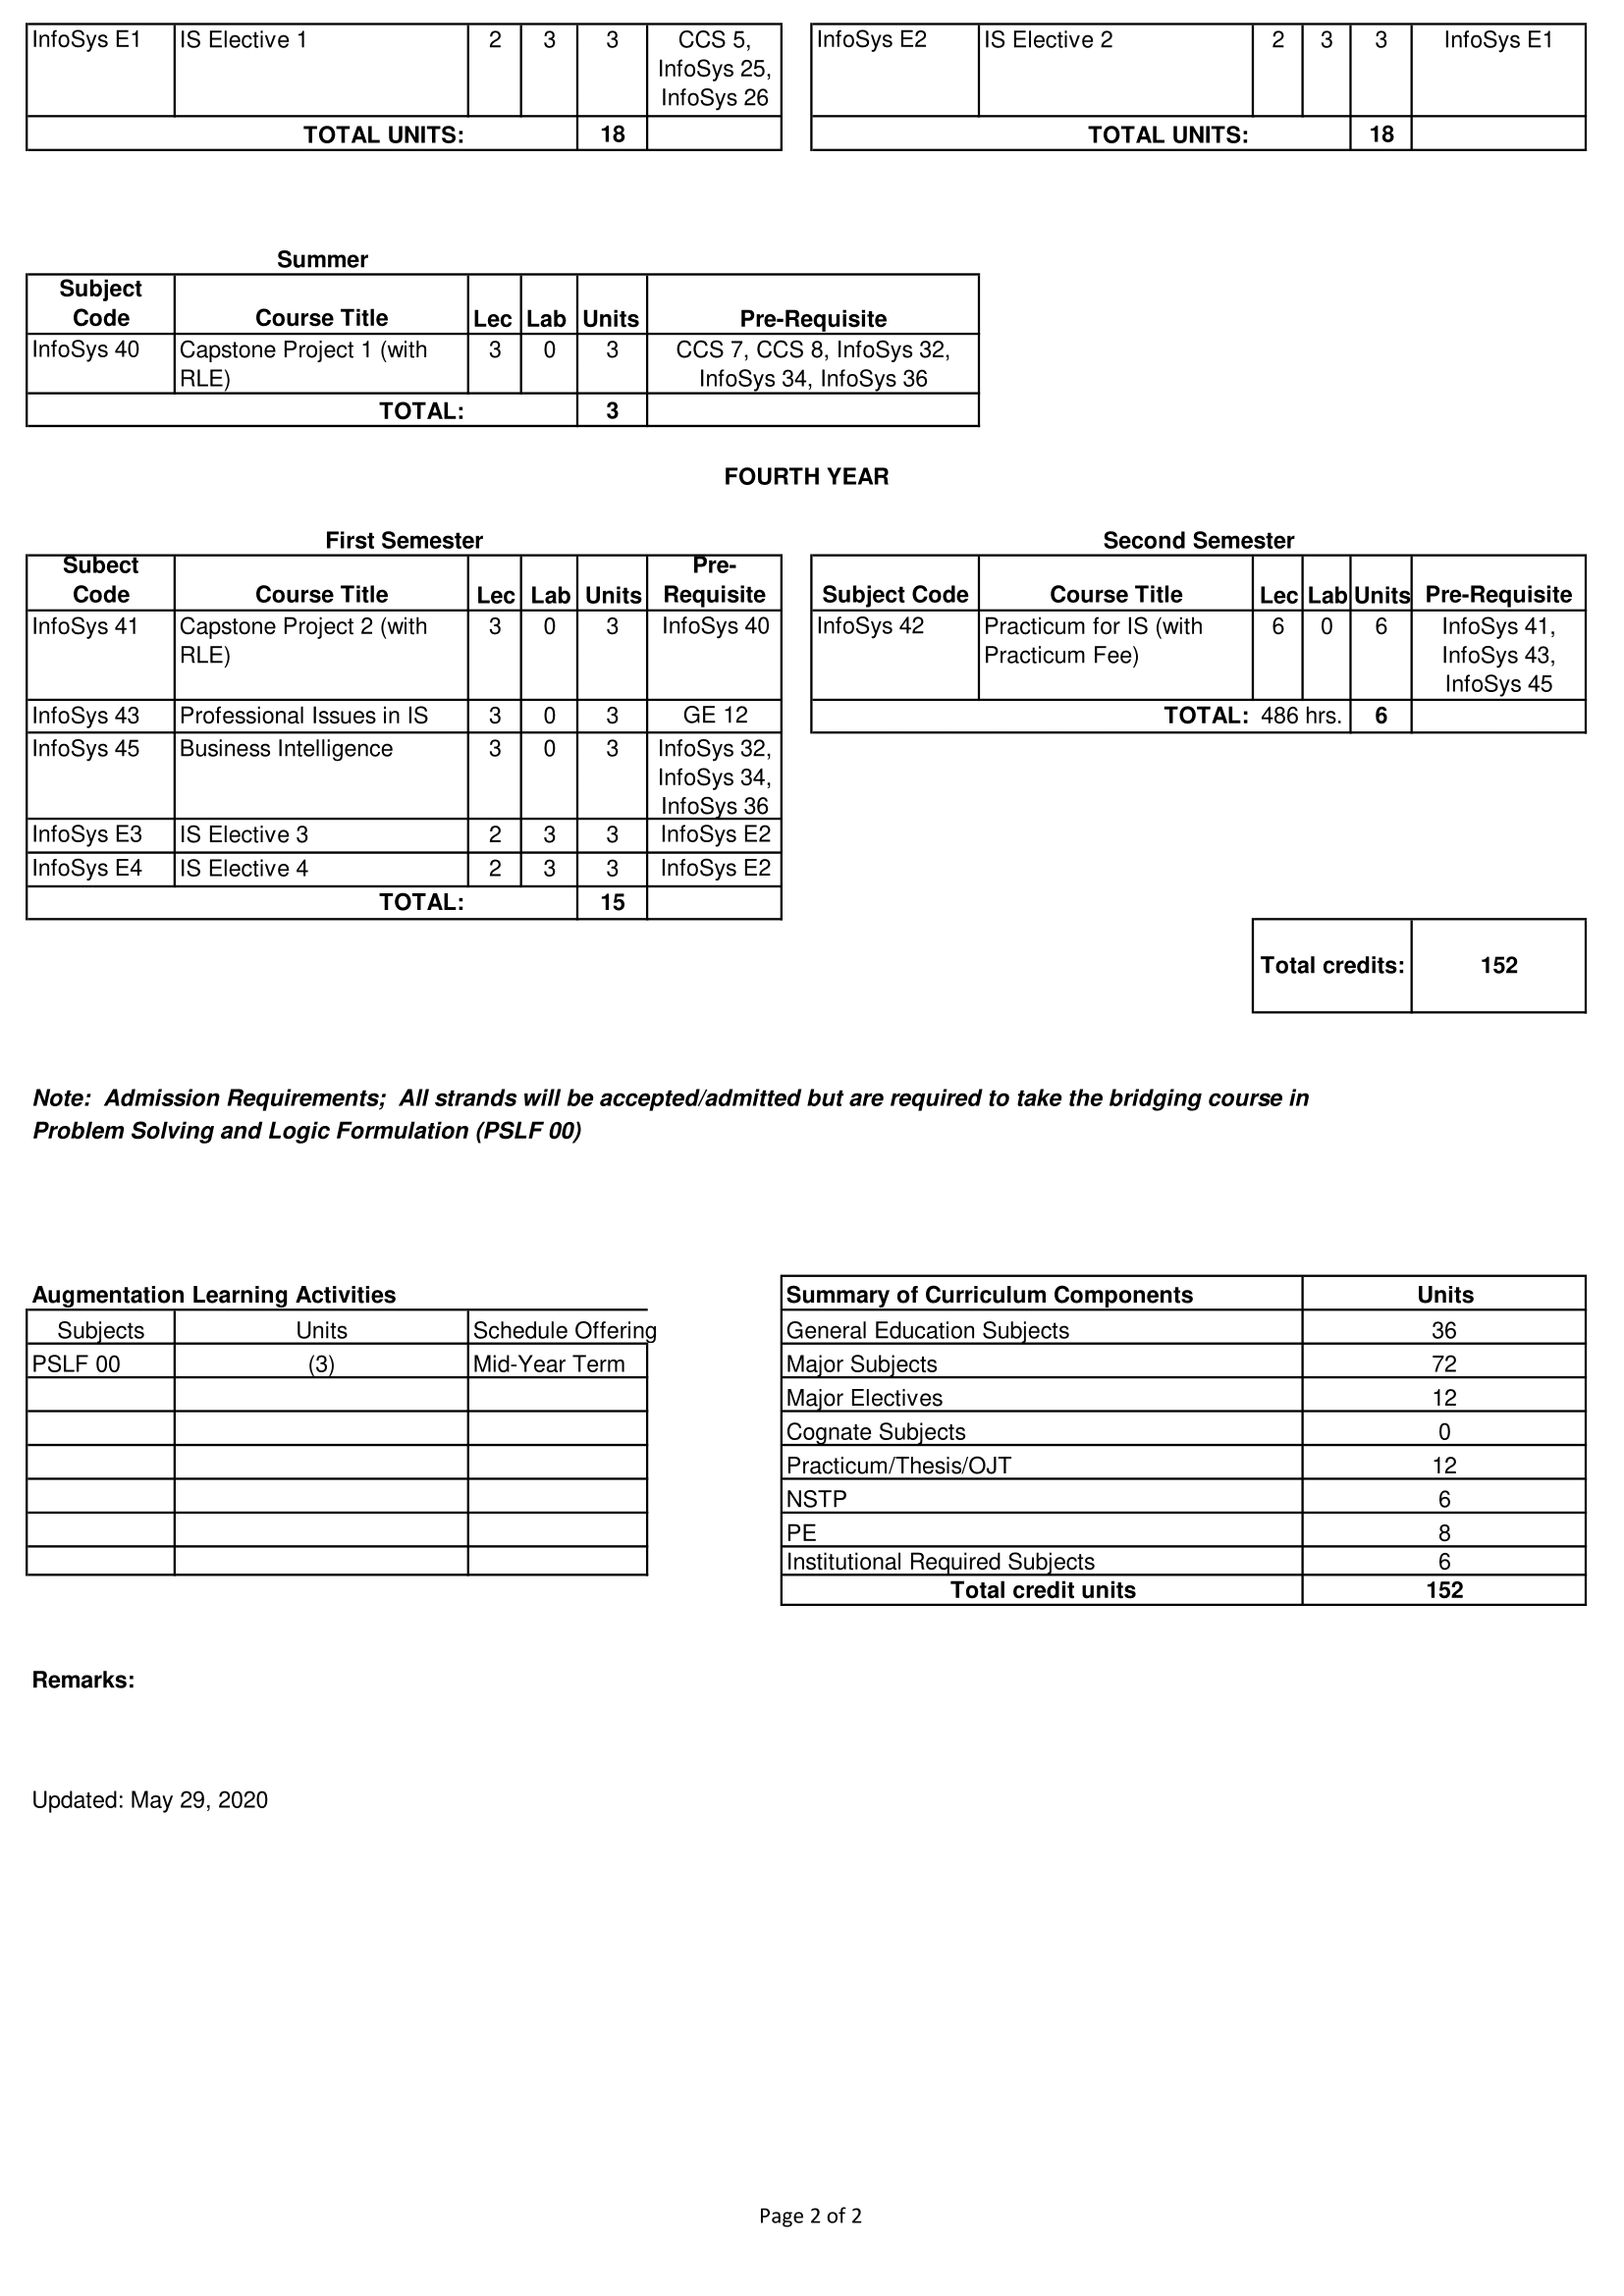 InfoSys E1 IS Elective 1 2 3 3 CCS 5,
InfoSys 25,
InfoSys 26
TOTAL UNITS: 18
InfoSys E2 IS Elective 2 2 3 3 InfoSys E1
TOTAL UNITS: 18
Summer
Subject
Code Course Title Lec Lab Units Pre-Requisite
InfoSys 40 Capstone Project 1 (with 3 0 3 CCS 7, CCS 8, InfoSys 32,
RLE) InfoSys 34, InfoSys 36
TOTAL: 3
FOURTH YEAR
First Semester
Subect Pre-
Code Course Title Lec Lab Units Requisite
InfoSys 41 Capstone Project 2 (with 3 0 3 InfoSys 40
RLE)
InfoSys 43 Professional Issues in IS 3 0 3 GE 12
InfoSys 45 Business Intelligence 3 0 3 InfoSys 32,
InfoSys 34,
InfoSys 36
InfoSys E3 IS Elective 3 2 3 3 InfoSys E2
InfoSys E4 IS Elective 4 2 3 3 InfoSys E2
TOTAL: 15
Second Semester
Subject Code Course Title Lec Lab Units Pre-Requisite
InfoSys 42 Practicum for IS (with 6 0 6 InfoSys 41,
Practicum Fee) InfoSys 43,
InfoSys 45
TOTAL: 486 hrs. 6
Total credits: 152
Note: Admission Requirements; All strands will be accepted/admitted but are required to take the bridging course in
Problem Solving and Logic Formulation (PSLF 00)
Augmentation Learning Activities
Subjects Units Schedule Offering
PSLF 00 (3) Mid-Year Term
Summary of Curriculum Components Units
General Education Subjects 36
Major Subjects 72
Major Electives 12
Cognate Subjects 0
Practicum/Thesis/OJT 12
NSTP 6
PE 8
Institutional Required Subjects 6
Total credit units 152
Remarks:
Updated: May 29, 2020
Page 2 of 2